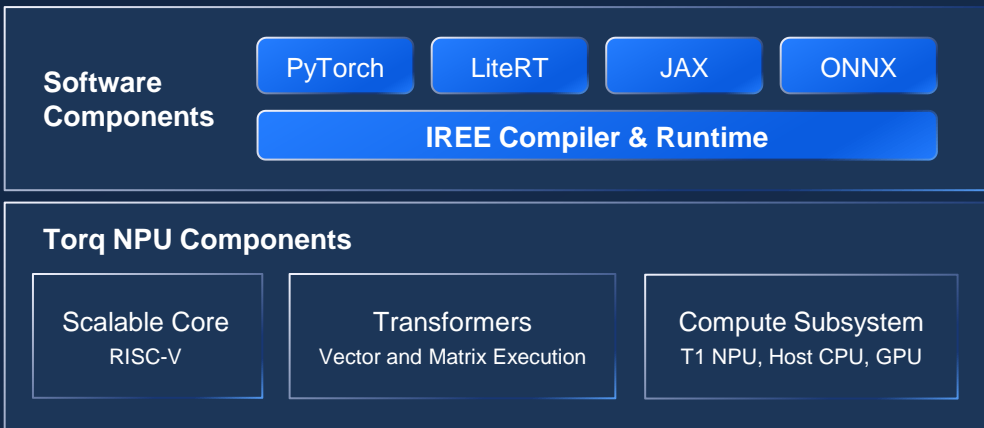 Software
Components
PyTorch
LiteRT
JAX
ONNX
IREE Compiler & Runtime
Torq NPU Components
Scalable Core
RISC-V
Transformers
Vector and Matrix Execution
Compute Subsystem
T1 NPU, Host CPU, GPU